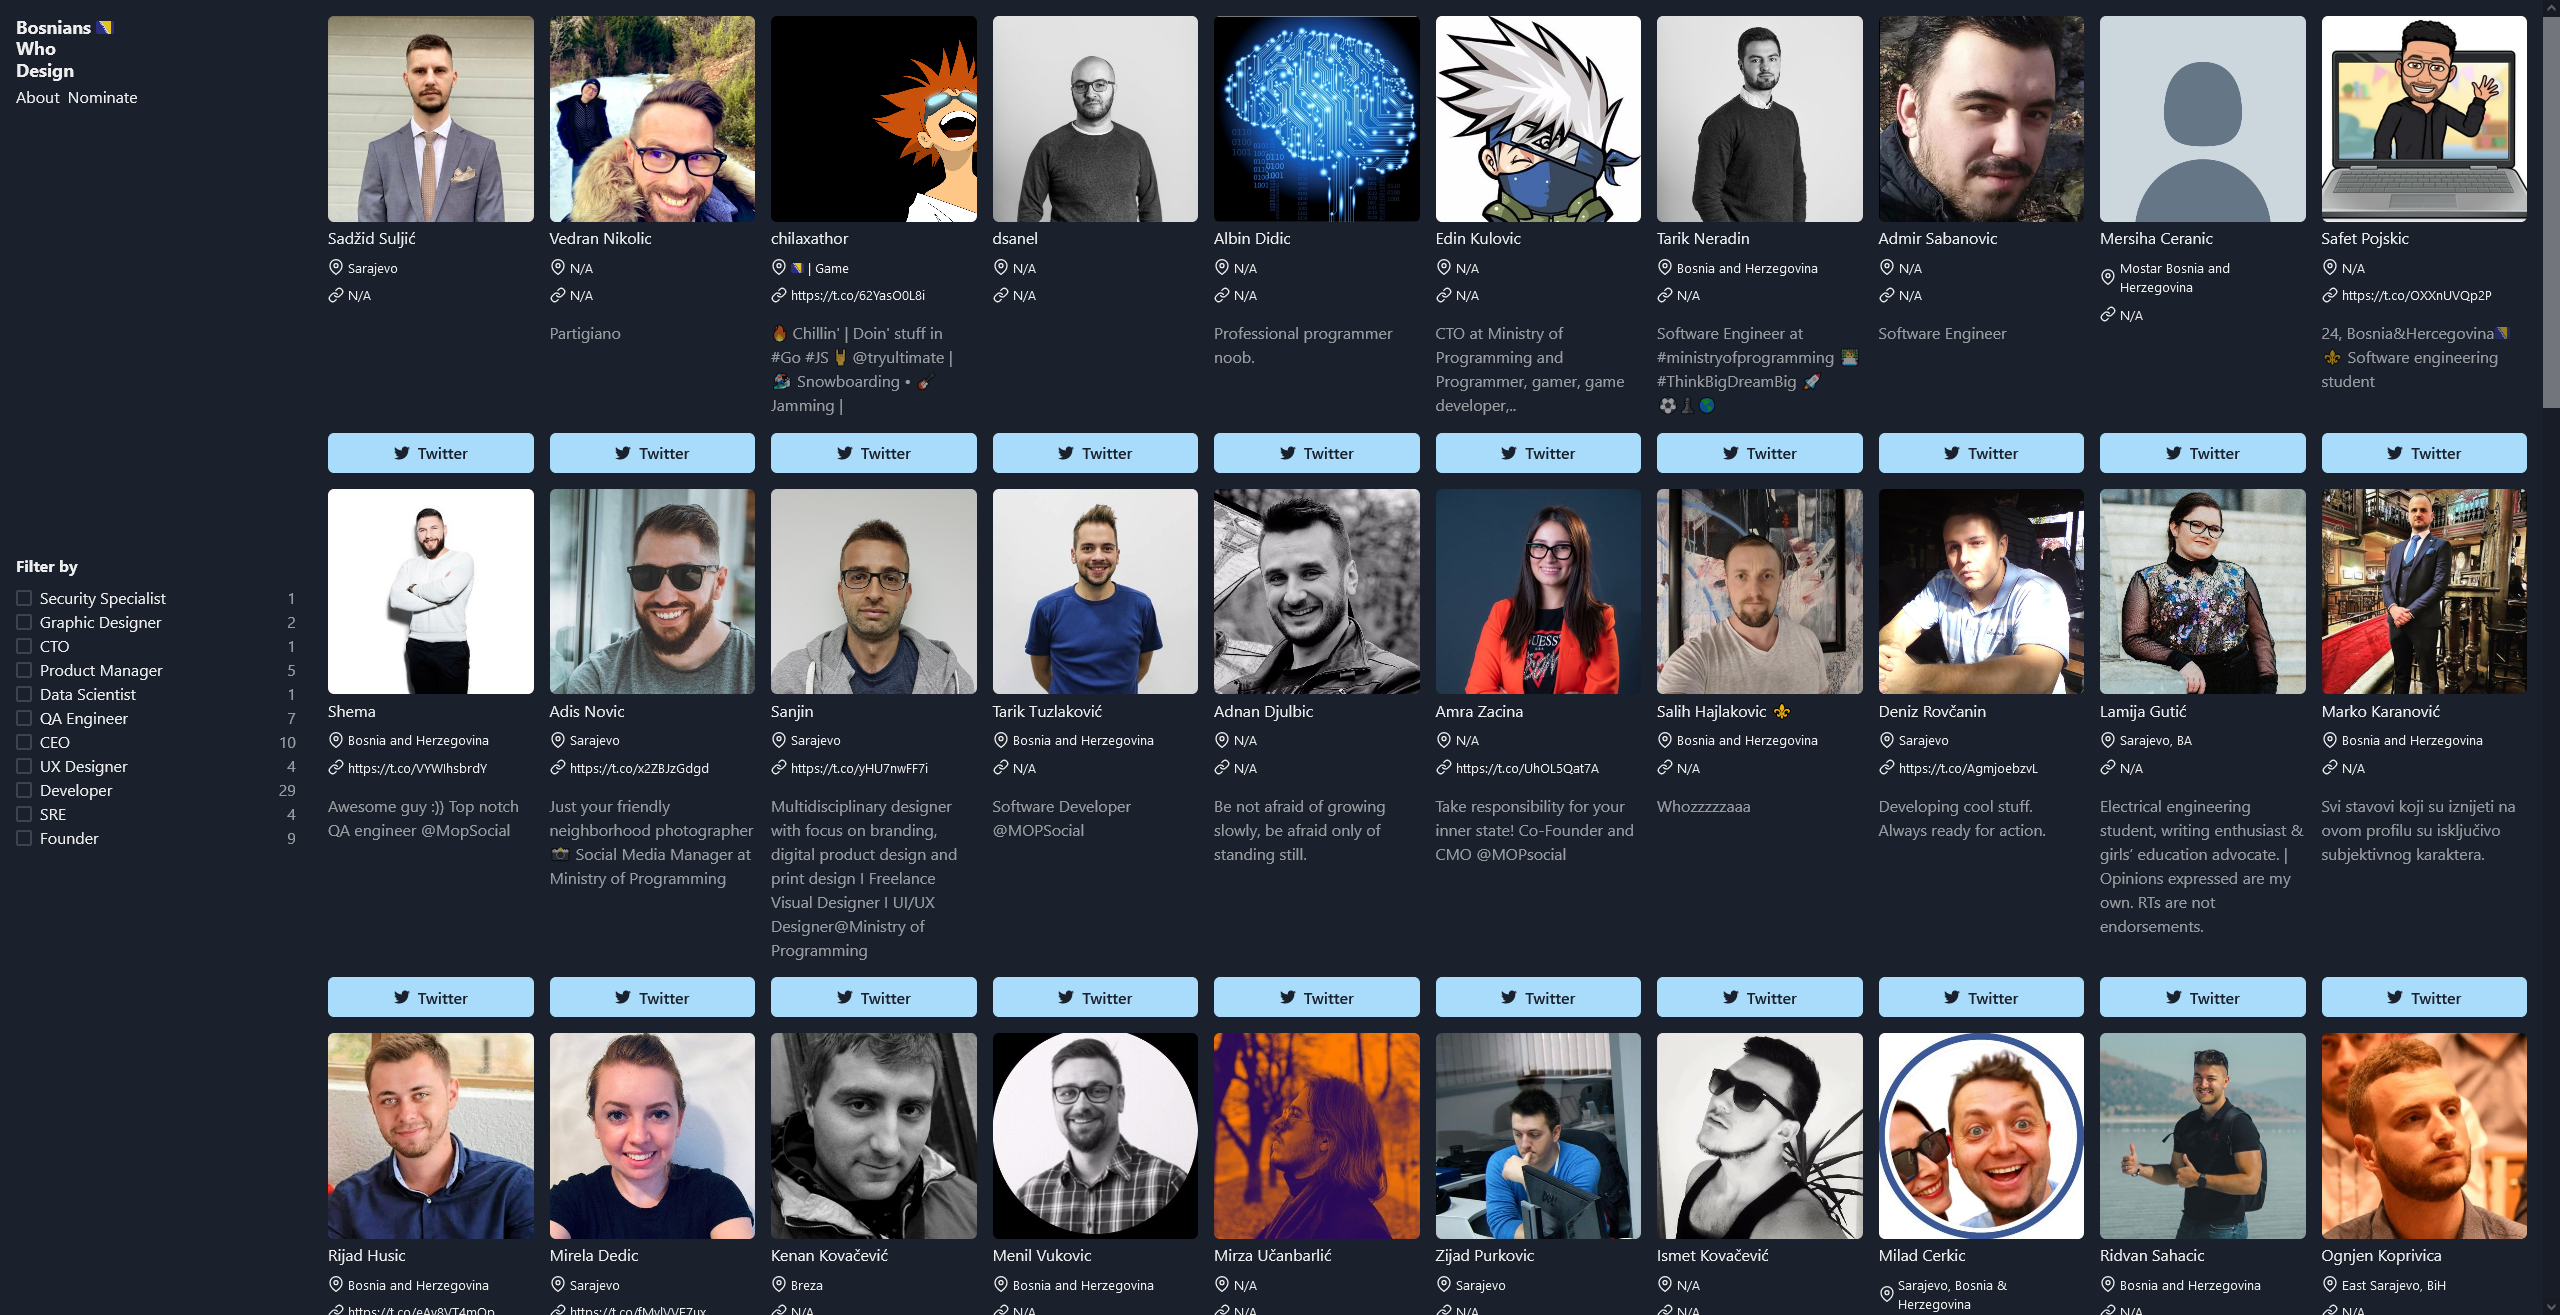 Bosnians 🇧🇦
Who
Design
About Nominate
Filter by
Security Specialist 1
Graphic Designer 2
CTO 1
Product Manager 5
Data Scientist 1
QA Engineer 7
CEO 10
UX Designer 4
Developer 29
SRE 4
Founder 9
Sadžid Suljić
Sarajevo
N/A
Twitter
Vedran Nikolic
N/A
N/A
Partigiano
Twitter
chilaxathor
🇧🇦 | Game
https://t.co/62YasO0L8i
🔥 Chillin' | Doin' stuff in
#Go #JS 🤘 @tryultimate |
🏂 Snowboarding • 🎸
Jamming |
Twitter
dsanel
N/A
N/A
Twitter
Albin Didic
N/A
N/A
Professional programmer
noob.
Twitter
Edin Kulovic
N/A
N/A
CTO at Ministry of
Programming and
Programmer, gamer, game
developer,..
Twitter
Tarik Neradin
Bosnia and Herzegovina
N/A
Software Engineer at
#ministryofprogramming 👨‍💻
#ThinkBigDreamBig 🚀
⚽♟🌍
Twitter
Admir Sabanovic
N/A
N/A
Software Engineer
Twitter
Mersiha Ceranic
Mostar Bosnia and
Herzegovina
N/A
Twitter
Safet Pojskic
N/A
https://t.co/OXXnUVQp2P
24, Bosnia&Hercegovina🇧🇦
⚜ Software engineering
student
Twitter
Shema
Bosnia and Herzegovina
https://t.co/VYWIhsbrdY
Awesome guy :)) Top notch
QA engineer @MopSocial
Twitter
Adis Novic
Sarajevo
https://t.co/x2ZBJzGdgd
Just your friendly
neighborhood photographer
📷 Social Media Manager at
Ministry of Programming
Twitter
Sanjin
Sarajevo
https://t.co/yHU7nwFF7i
Multidisciplinary designer
with focus on branding,
digital product design and
print design I Freelance
Visual Designer I UI/UX
Designer@Ministry of
Programming
Twitter
Tarik Tuzlaković
Bosnia and Herzegovina
N/A
Software Developer
@MOPSocial
Twitter
Adnan Djulbic
N/A
N/A
Be not afraid of growing
slowly, be afraid only of
standing still.
Twitter
Amra Zacina
N/A
https://t.co/UhOL5Qat7A
Take responsibility for your
inner state! Co-Founder and
CMO @MOPsocial
Twitter
Salih Hajlakovic ⚜
Bosnia and Herzegovina
N/A
Whozzzzzaaa
Twitter
Deniz Rovčanin
Sarajevo
https://t.co/AgmjoebzvL
Developing cool stuff.
Always ready for action.
Twitter
Lamija Gutić
Sarajevo, BA
N/A
Electrical engineering
student, writing enthusiast &
girls' education advocate. |
Opinions expressed are my
own. RTs are not
endorsements.
Twitter
Marko Karanović
Bosnia and Herzegovina
N/A
Svi stavovi koji su iznijeti na
ovom profilu su isključivo
subjektivnog karaktera.
Twitter
Rijad Husic
Bosnia and Herzegovina
Mirela Dedic
Sarajevo
Kenan Kovačević
Breza
N/A
Menil Vukovic
Bosnia and Herzegovina
N/A
Mirza Učanbarlić
N/A
N/A
Zijad Purkovic
Sarajevo
N/A
Ismet Kovačević
N/A
N/A
Milad Cerkic
Sarajevo, Bosnia &
Herzegovina
Ridvan Sahacic
Bosnia and Herzegovina
N/A
Ognjen Koprivica
East Sarajevo, BiH
N/A